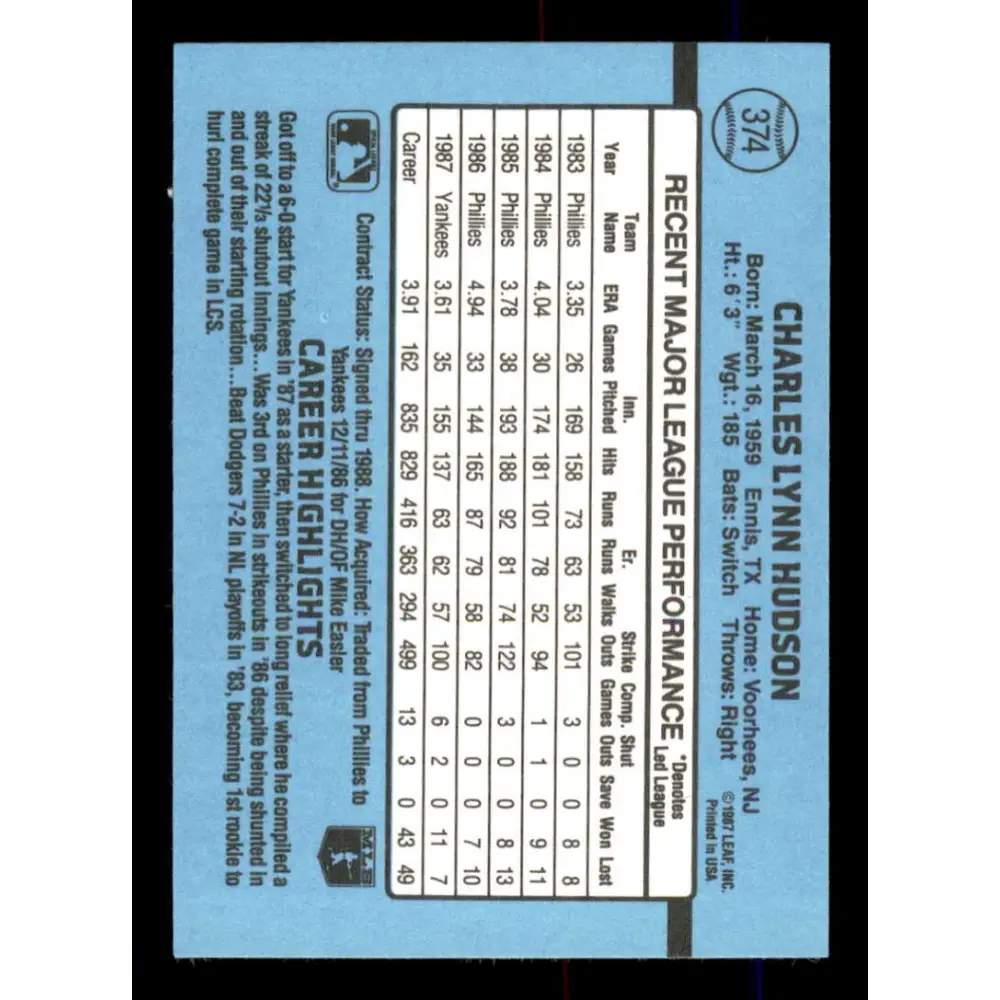 374
CHARLES LYNN HUDSON
Born: March 16, 1959 Ennis, TX Home: Voorhees, NJ
Ht.: 6'3" Wgt.: 185 Bats: Switch Throws: Right
© 1987 LEAF, INC.
Printed in USA
RECENT MAJOR LEAGUE PERFORMANCE
*Denotes
Led League
Team Inn. Er. Strike Comp. Shut
Year Name ERA Games Pitched Hits Runs Runs Walks Outs Games Outs Save Won Lost
1983 Phillies 3.35 26 169 158 73 63 53 101 3 0 0 8 8
1984 Phillies 4.04 30 174 181 101 78 52 94 1 1 0 9 11
1985 Phillies 3.78 38 193 188 92 81 74 122 3 0 0 8 13
1986 Phillies 4.94 33 144 165 87 79 58 82 0 0 0 7 10
1987 Yankees 3.61 35 155 137 63 62 57 100 6 2 0 11 7
Career 3.91 162 835 829 416 363 294 499 13 3 0 43 49
Contract Status: Signed thru 1988. How Acquired: Traded from Phillies to
Yankees 12/11/86 for DH/OF Mike Easler
MLB
CAREER HIGHLIGHTS
Got off to a 6-0 start for Yankees in '87 as a starter, then switched to long relief where he compiled a
streak of 22⅓ shutout innings...Was 3rd on Phillies in strikeouts in '86 despite being shunted in
and out of their starting rotation...Beat Dodgers 7-2 in NL playoffs in '83, becoming 1st rookie to
hurl complete game in LCS.